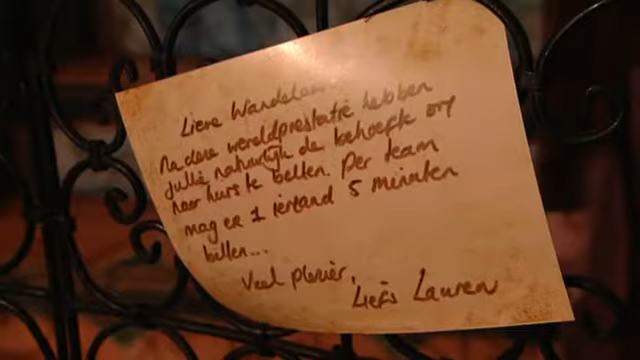 Lieve Wandelaars
Na deze wereldprestatie hebben
jullie natuurlijk de behoefte om
naar huis te bellen. Per team
mag er 1 iemand 5 minuten
bellen...
Veel plezier,
Liefs Lauren